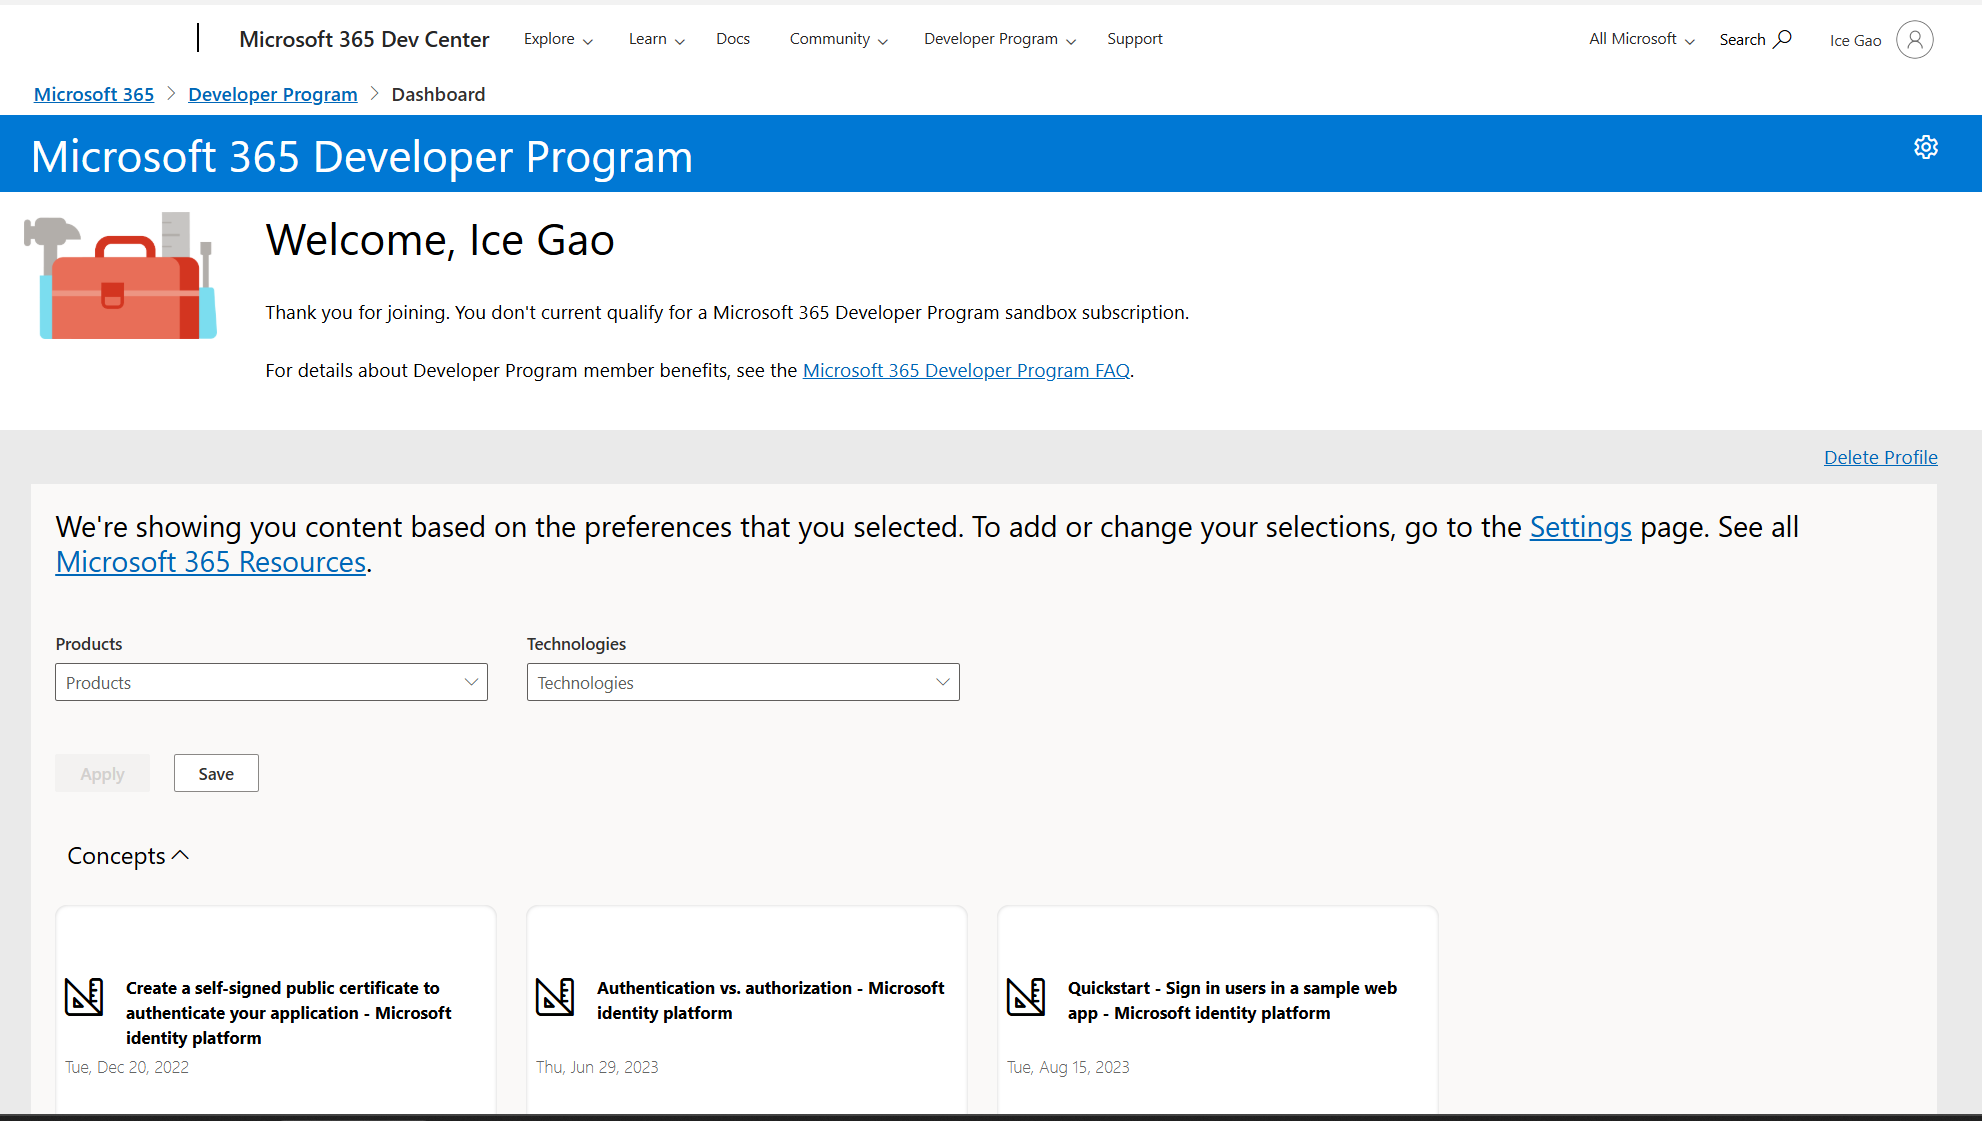 Microsoft 365 Dev Center Explore Learn Docs Community Developer Program Support All Microsoft Search Ice Gao
Microsoft 365 > Developer Program > Dashboard
Microsoft 365 Developer Program
Welcome, Ice Gao
Thank you for joining. You don't current qualify for a Microsoft 365 Developer Program sandbox subscription.
For details about Developer Program member benefits, see the Microsoft 365 Developer Program FAQ.
Delete Profile
We're showing you content based on the preferences that you selected. To add or change your selections, go to the Settings page. See all
Microsoft 365 Resources.
Products Technologies
Products Technologies
Apply Save
Concepts
Create a self-signed public certificate to
authenticate your application - Microsoft
identity platform
Tue, Dec 20, 2022
Authentication vs. authorization - Microsoft
identity platform
Thu, Jun 29, 2023
Quickstart - Sign in users in a sample web
app - Microsoft identity platform
Tue, Aug 15, 2023